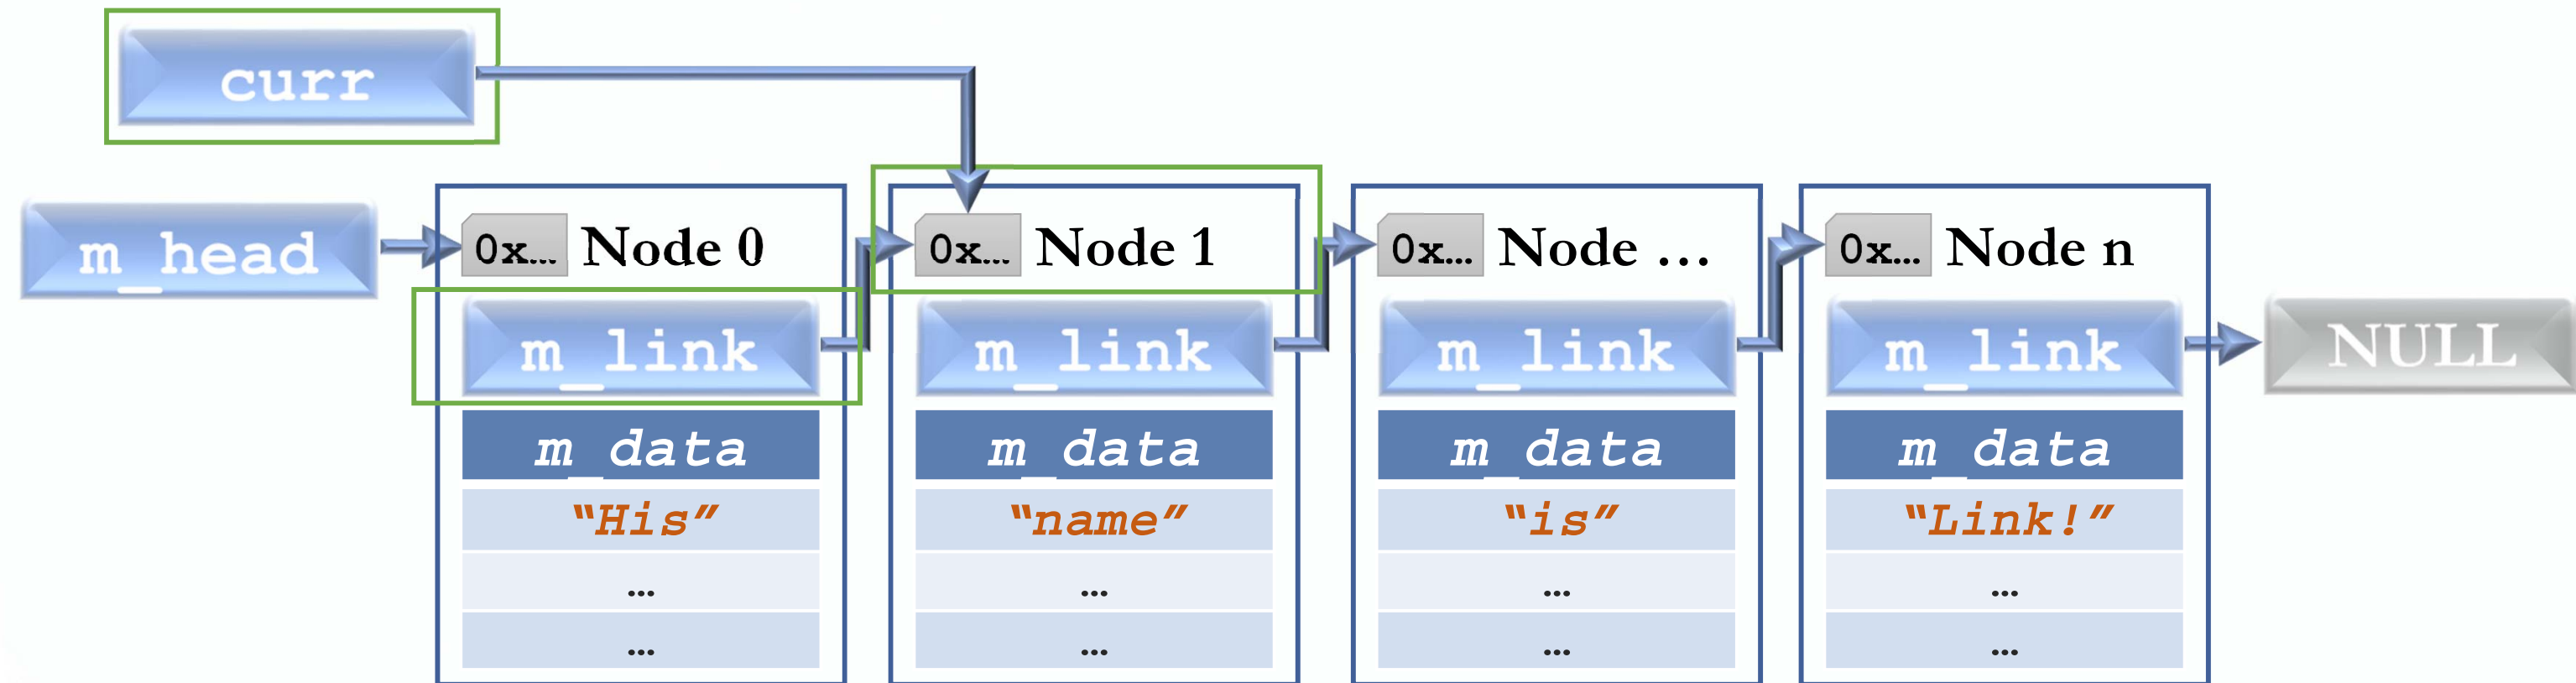 curr
m_head
0x… Node 0
0x… Node 1
0x… Node …
0x… Node n
m_link
m_link
m_link
m_link
NULL
m_data
m_data
m_data
m_data
“His”
“name”
“is”
“Link!”
…
…
…
…
…
…
…
…